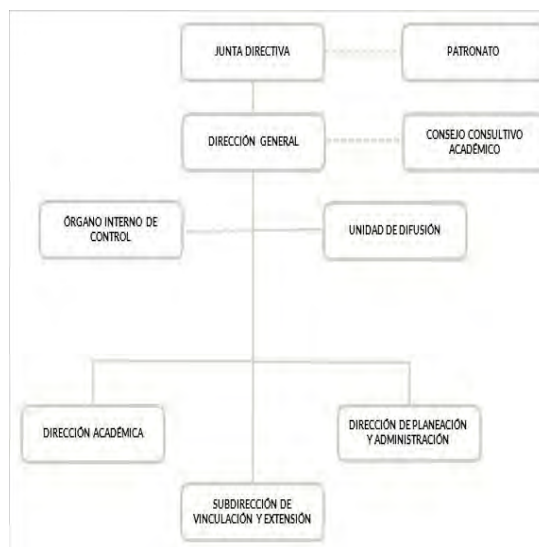 JUNTA DIRECTIVA
PATRONATO
DIRECCIÓN GENERAL
CONSEJO CONSULTIVO
ACADÉMICO
ÓRGANO INTERNO DE
CONTROL
UNIDAD DE DIFUSIÓN
DIRECCIÓN ACADÉMICA
DIRECCIÓN DE PLANEACIÓN
Y ADMINISTRACIÓN
SUBDIRECCIÓN DE
VINCULACIÓN Y EXTENSIÓN